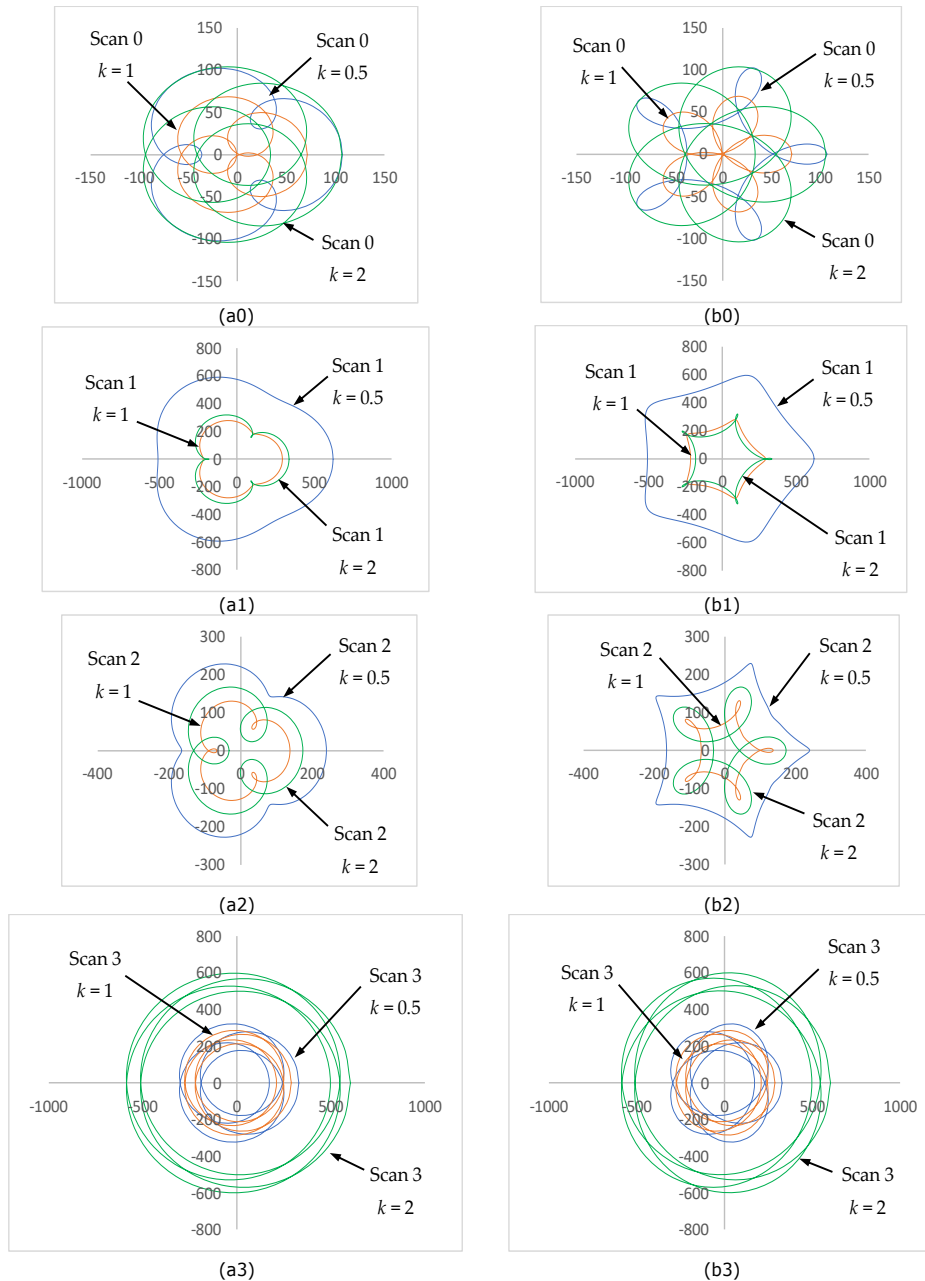 Scan 0
k = 1
Scan 0
k = 0.5
Scan 0
k = 2
150
100
50
0
-50
-100
-150
-150 -100 -50 0 50 100 150
(a0)
Scan 0
k = 1
Scan 0
k = 0.5
Scan 0
k = 2
150
100
50
0
-50
-100
-150
-150 -100 -50 0 50 100 150
(b0)
Scan 1
k = 1
Scan 1
k = 0.5
Scan 1
k = 2
800
600
400
200
0
-200
-400
-600
-800
-1000 -500 0 500 1000
(a1)
Scan 1
k = 1
Scan 1
k = 0.5
Scan 1
k = 2
800
600
400
200
0
-200
-400
-600
-800
-1000 -500 0 500 1000
(b1)
Scan 2
k = 1
Scan 2
k = 0.5
Scan 2
k = 2
300
200
100
0
-100
-200
-300
-400 -200 0 200 400
(a2)
Scan 2
k = 1
Scan 2
k = 0.5
Scan 2
k = 2
300
200
100
0
-100
-200
-300
-400 -200 0 200 400
(b2)
Scan 3
k = 1
Scan 3
k = 0.5
Scan 3
k = 2
800
600
400
200
0
-200
-400
-600
-800
-1000 -500 0 500 1000
(a3)
Scan 3
k = 1
Scan 3
k = 0.5
Scan 3
k = 2
800
600
400
200
0
-200
-400
-600
-800
-1000 -500 0 500 1000
(b3)